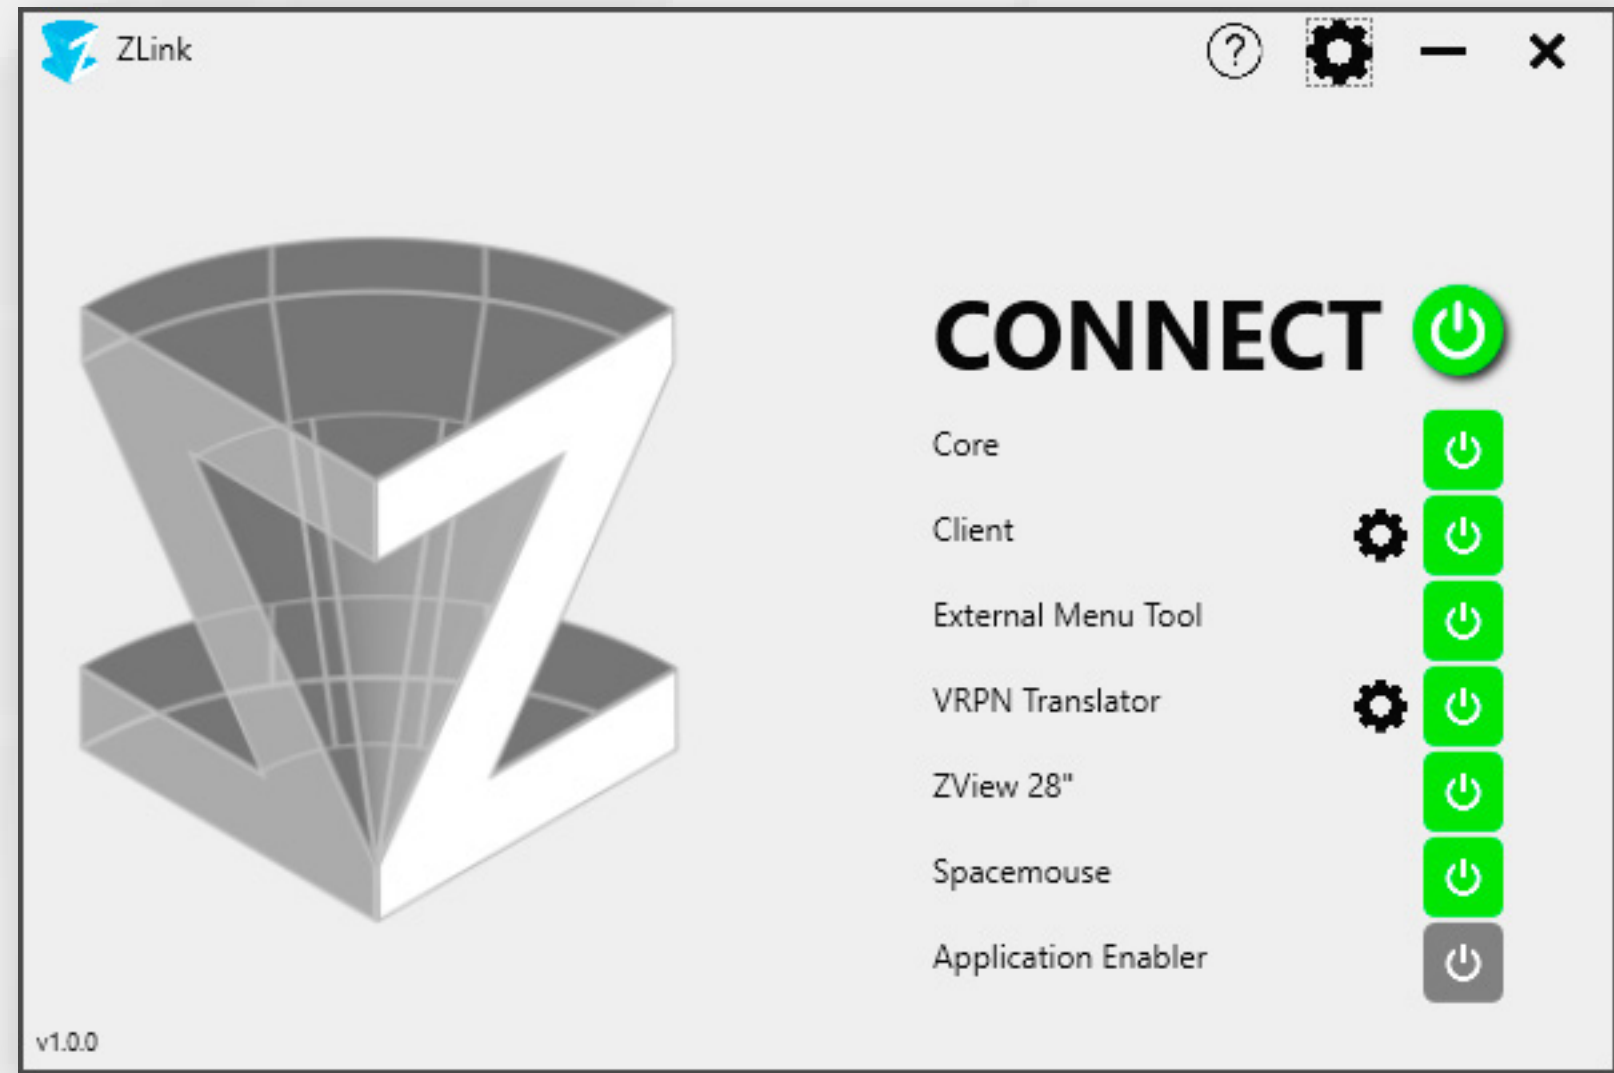 ZLink
CONNECT
Core
Client
External Menu Tool
VRPN Translator
ZView 28"
Spacemouse
Application Enabler
v1.0.0